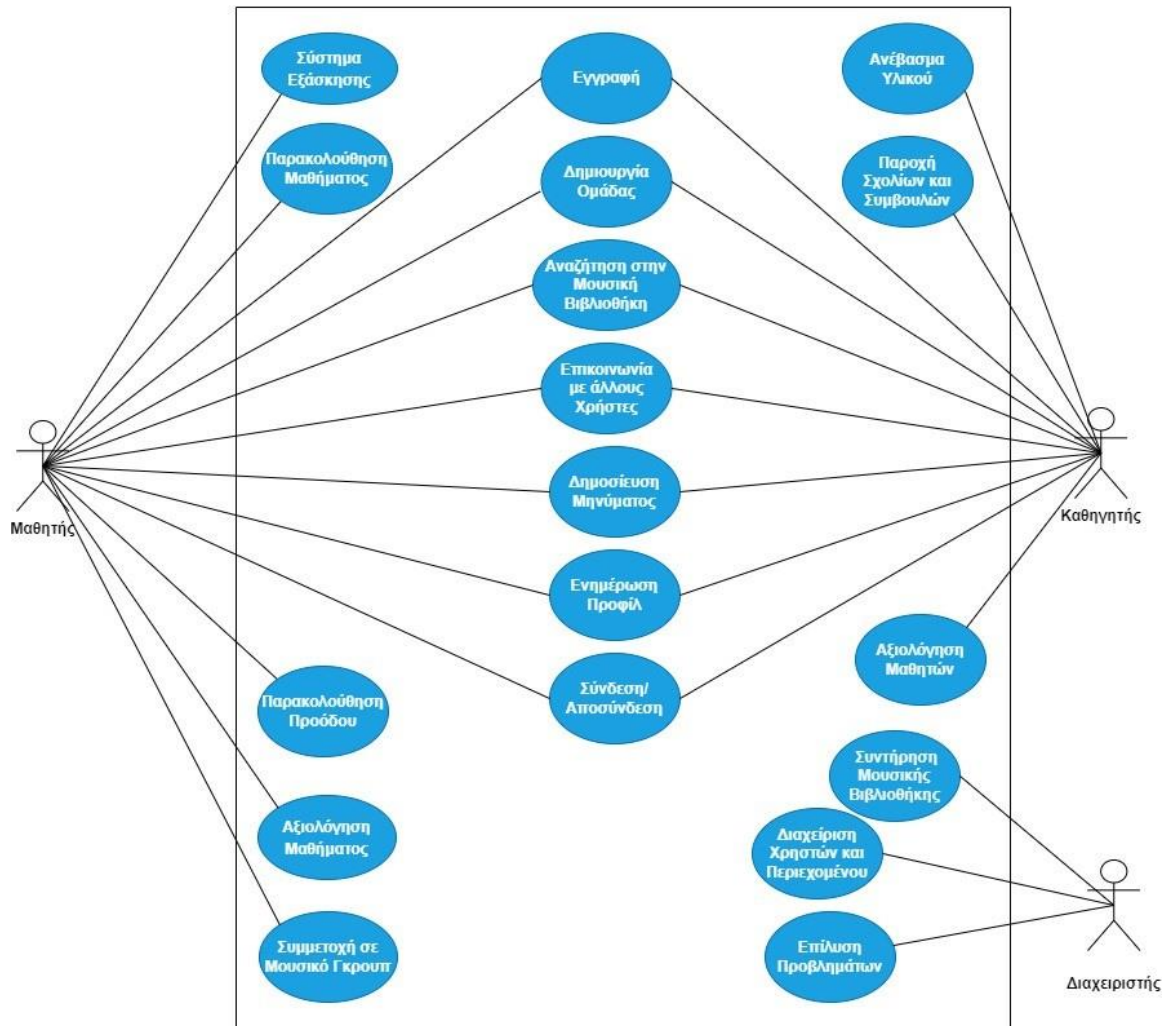 Σύστημα
Εξάσκησης
Εγγραφή
Ανέβασμα
Υλικού
Παρακολούθηση
Μαθήματος
Δημιουργία
Ομάδας
Παροχή
Σχολίων και
Συμβουλών
Αναζήτηση στην
Μουσική
Βιβλιοθήκη
Επικοινωνία
με άλλους
Χρήστες
Μαθητής
Δημοσίευση
Μηνύματος
Καθηγητής
Ενημέρωση
Προφίλ
Αξιολόγηση
Μαθητών
Παρακολούθηση
Προόδου
Σύνδεση/
Αποσύνδεση
Συντήρηση
Μουσικής
Βιβλιοθήκης
Αξιολόγηση
Μαθήματος
Διαχείριση
Χρηστών και
Περιεχομένου
Συμμετοχή σε
Μουσικό Γκρουπ
Επίλυση
Προβλημάτων
Διαχειριστής